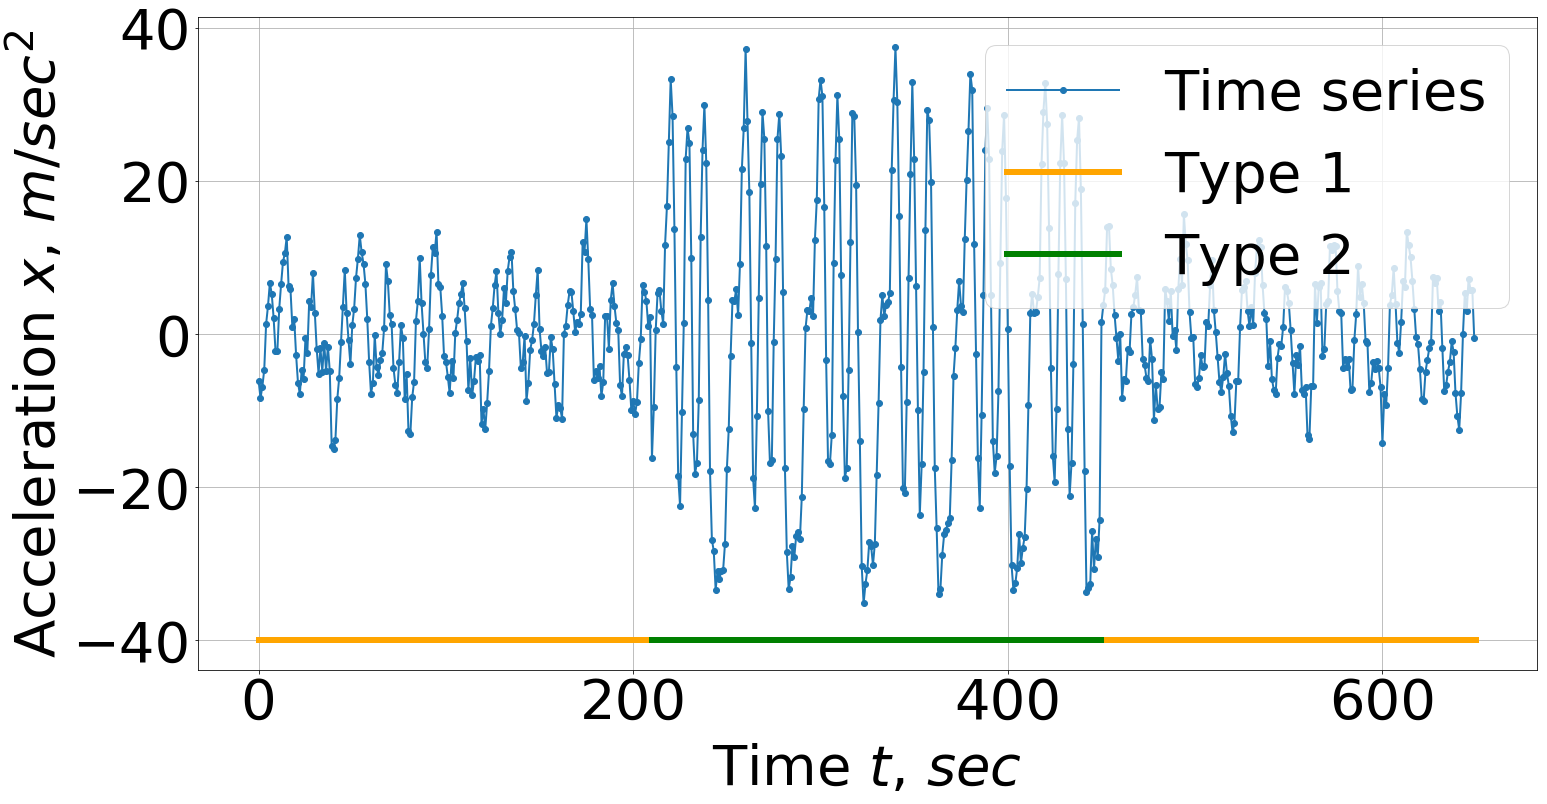 40
20
0
−20
−40
Acceleration x, m/sec²
0 200 400 600
Time t, sec
Time series
Type 1
Type 2